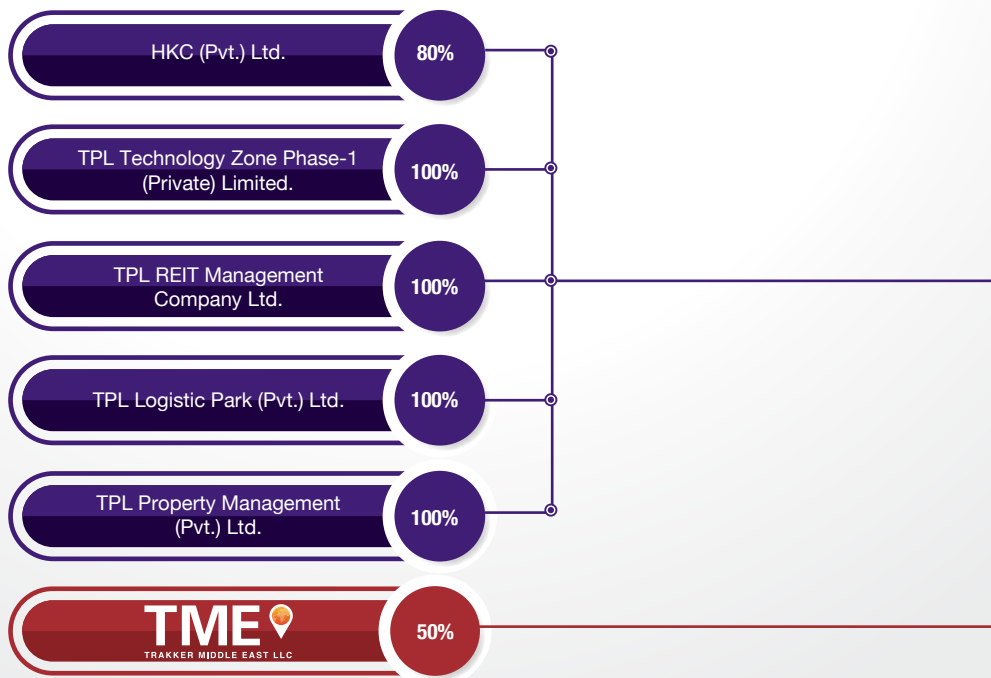 HKC (Pvt.) Ltd.
80%
TPL Technology Zone Phase-1
(Private) Limited.
100%
TPL REIT Management
Company Ltd.
100%
TPL Logistic Park (Pvt.) Ltd.
100%
TPL Property Management
(Pvt.) Ltd.
100%
TME
TRAKKER MIDDLE EAST LLC
50%